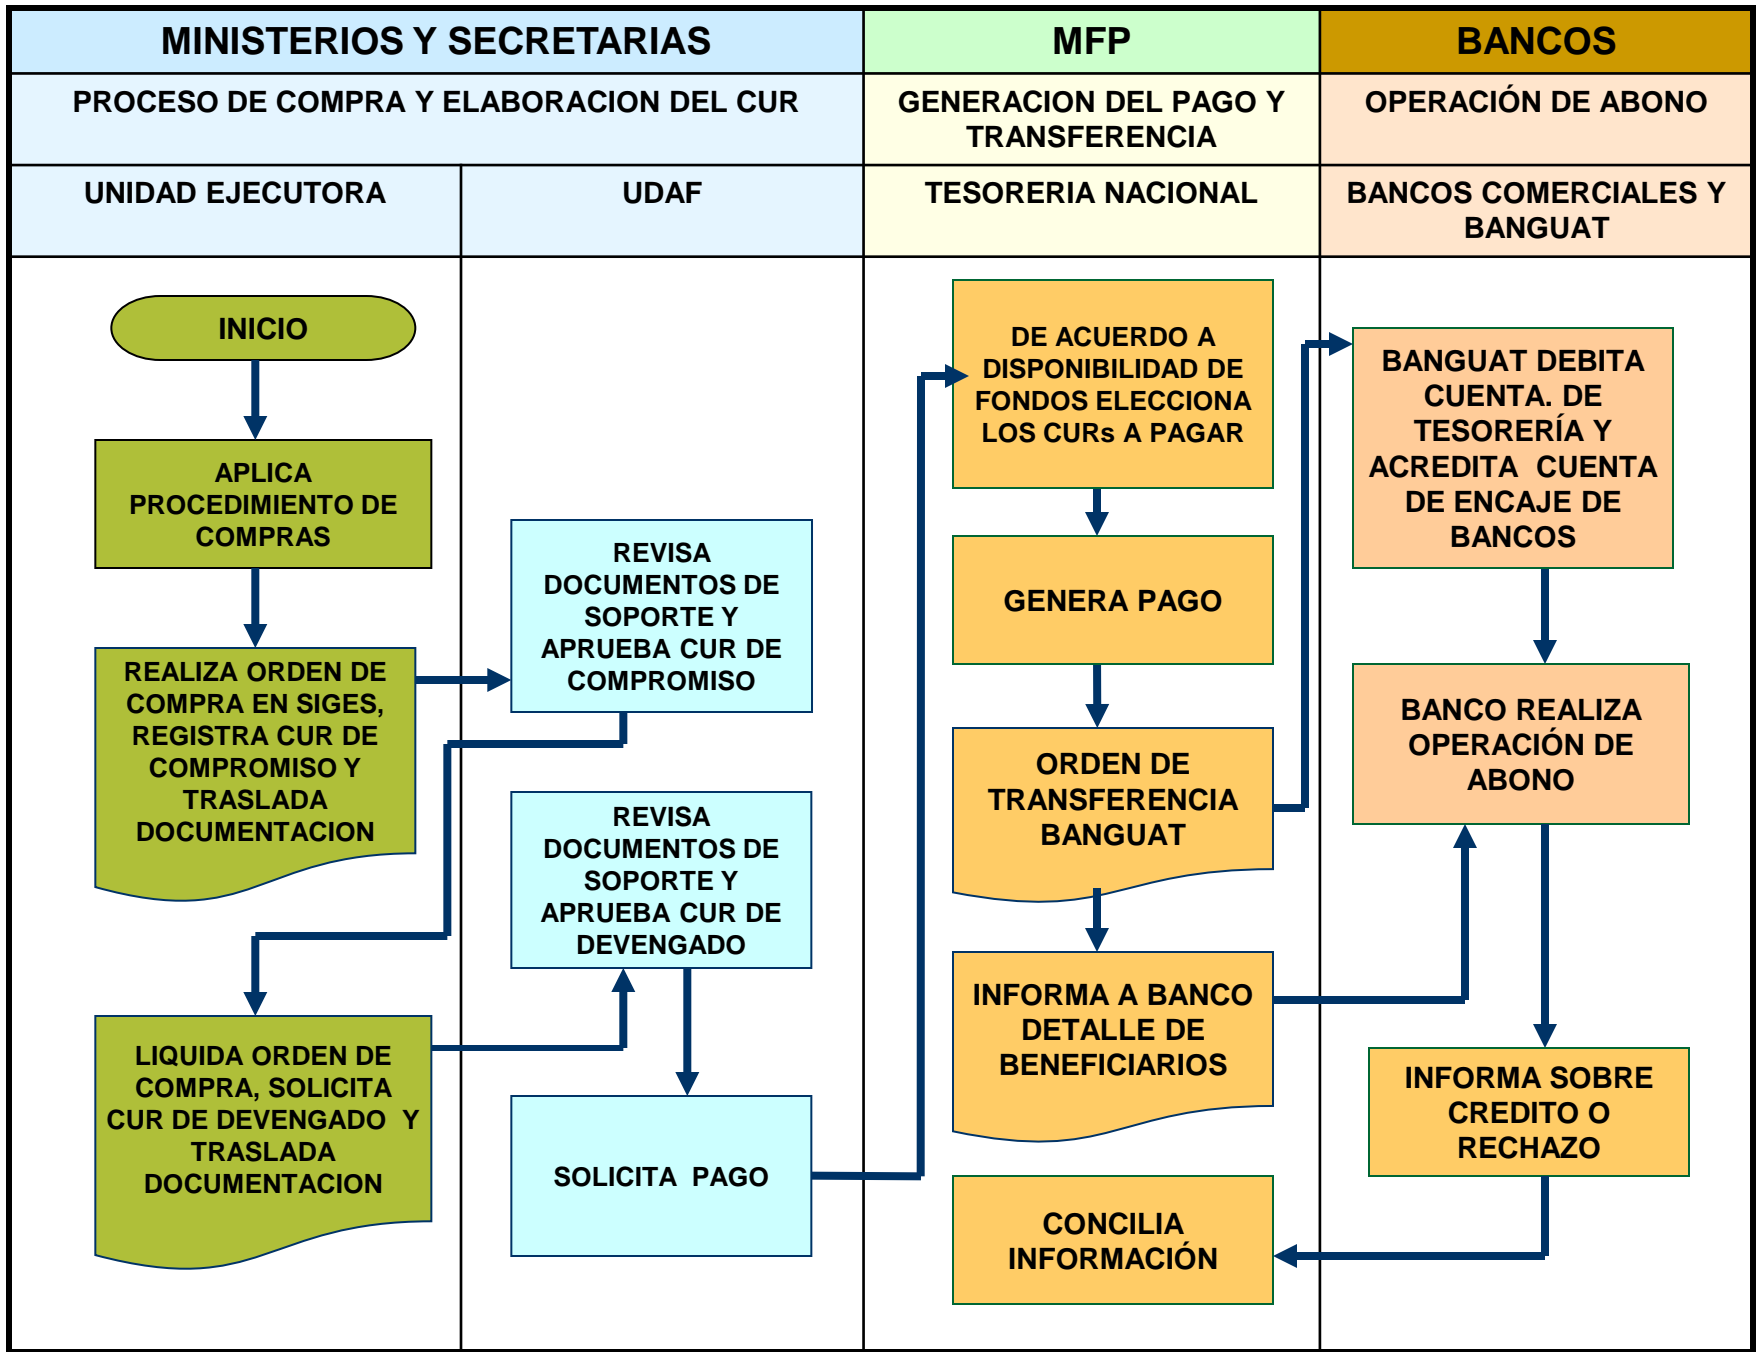 MINISTERIOS Y SECRETARIAS
MFP
BANCOS
PROCESO DE COMPRA Y ELABORACION DEL CUR
GENERACION DEL PAGO Y
TRANSFERENCIA
OPERACIÓN DE ABONO
UNIDAD EJECUTORA
UDAF
TESORERIA NACIONAL
BANCOS COMERCIALES Y
BANGUAT
INICIO
APLICA
PROCEDIMIENTO DE
COMPRAS
REALIZA ORDEN DE
COMPRA EN SIGES,
REGISTRA CUR DE
COMPROMISO Y
TRASLADA
DOCUMENTACION
LIQUIDA ORDEN DE
COMPRA, SOLICITA
CUR DE DEVENGADO Y
TRASLADA
DOCUMENTACION
REVISA
DOCUMENTOS DE
SOPORTE Y
APRUEBA CUR DE
COMPROMISO
REVISA
DOCUMENTOS DE
SOPORTE Y
APRUEBA CUR DE
DEVENGADO
SOLICITA PAGO
DE ACUERDO A
DISPONIBILIDAD DE
FONDOS ELECCIONA
LOS CURs A PAGAR
GENERA PAGO
ORDEN DE
TRANSFERENCIA
BANGUAT
INFORMA A BANCO
DETALLE DE
BENEFICIARIOS
CONCILIA
INFORMACIÓN
BANGUAT DEBITA
CUENTA. DE
TESORERÍA Y
ACREDITA CUENTA
DE ENCAJE DE
BANCOS
BANCO REALIZA
OPERACIÓN DE
ABONO
INFORMA SOBRE
CREDITO O
RECHAZO